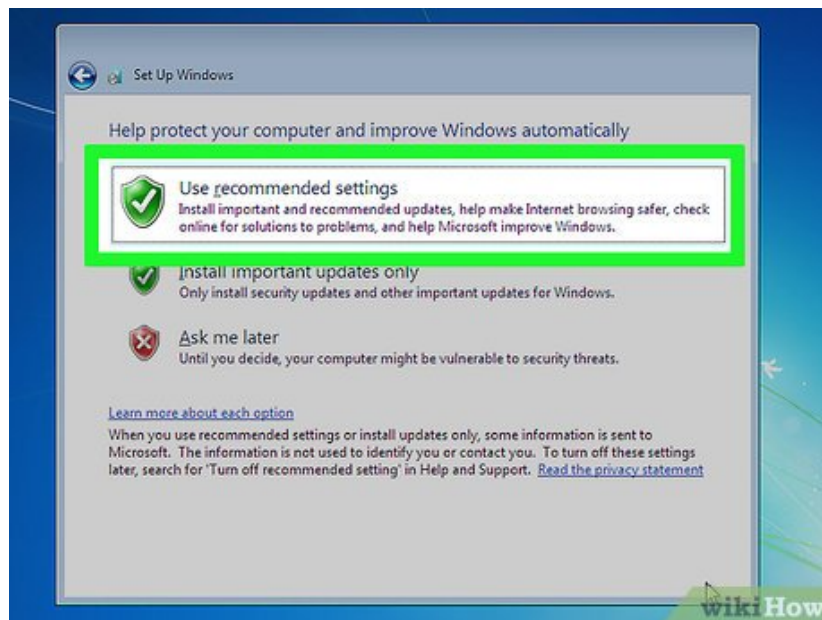 Set Up Windows
Help protect your computer and improve Windows automatically
Use recommended settings
Install important and recommended updates, help make Internet browsing safer, check
online for solutions to problems, and help Microsoft improve Windows.
Install important updates only
Only install security updates and other important updates for Windows.
Ask me later
Until you decide, your computer might be vulnerable to security threats.
Learn more about each option
When you use recommended settings or install updates only, some information is sent to
Microsoft. The information is not used to identify you or contact you. To turn off these settings
later, search for 'Turn off recommended setting' in Help and Support. Read the privacy statement
wikiHow